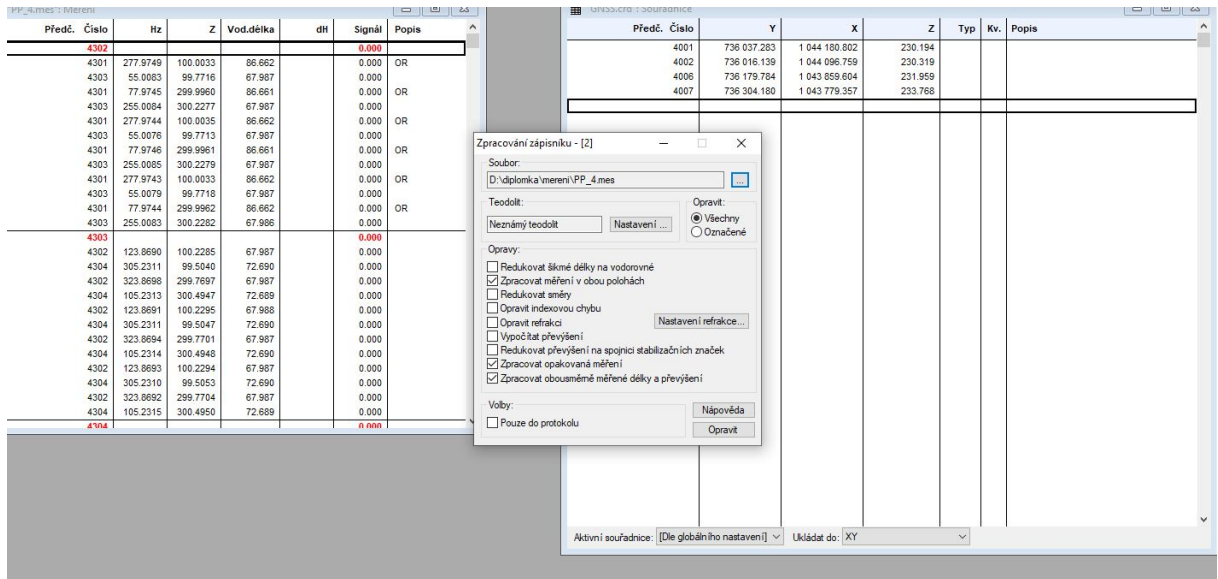 PP_4.mes : Měření
Předč. Číslo Hz Z Vod.délka dH Signál Popis
4302 0.000
4301 277.9749 100.0033 86.662 0.000 OR
4303 55.0083 99.7716 67.987 0.000
4301 77.9745 299.9960 86.661 0.000 OR
4303 255.0084 300.2277 67.987 0.000
4301 277.9744 100.0035 86.662 0.000 OR
4303 55.0076 99.7713 67.987 0.000
4301 77.9746 299.9961 86.661 0.000 OR
4303 255.0085 300.2279 67.987 0.000
4301 277.9743 100.0033 86.662 0.000 OR
4303 55.0079 99.7718 67.987 0.000
4301 77.9744 299.9962 86.662 0.000 OR
4303 255.0083 300.2282 67.986 0.000
4303 0.000
4302 123.8690 100.2285 67.987 0.000
4304 305.2311 99.5040 72.690 0.000
4302 323.8698 299.7697 67.987 0.000
4304 105.2313 300.4947 72.689 0.000
4302 123.8691 100.2295 67.988 0.000
4304 305.2311 99.5047 72.690 0.000
4302 323.8694 299.7701 67.987 0.000
4304 105.2314 300.4948 72.690 0.000
4302 123.8693 100.2294 67.987 0.000
4304 305.2310 99.5053 72.690 0.000
4302 323.8692 299.7704 67.987 0.000
4304 105.2315 300.4950 72.689 0.000
4304 0.000
GNSS.crd : Souřadnice
Předč. Číslo Y X Z Typ Kv. Popis
4001 736 037.283 1 044 180.802 230.194
4002 736 016.139 1 044 096.759 230.319
4006 736 179.784 1 043 859.604 231.959
4007 736 304.180 1 043 779.357 233.768
Zpracování zápisníku - [2]
Soubor:
D:\diplomka\mereni\PP_4.mes ...
Teodolit: Opravit:
Neznámý teodolit Nastavení ... Všechny
Označené
Opravy:
Redukovat šikmé délky na vodorovné
Zpracovat měření v obou polohách
Redukovat směry
Opravit indexovou chybu
Opravit refrakci Nastavení refrakce...
Vypočítat převýšení
Redukovat převýšení na spojnici stabilizačních značek
Zpracovat opakovaná měření
Zpracovat obousměrně měřené délky a převýšení
Volby: Nápověda
Pouze do protokolu Opravit
Aktivní souřadnice: [Dle globálního nastavení] Ukládat do: XY